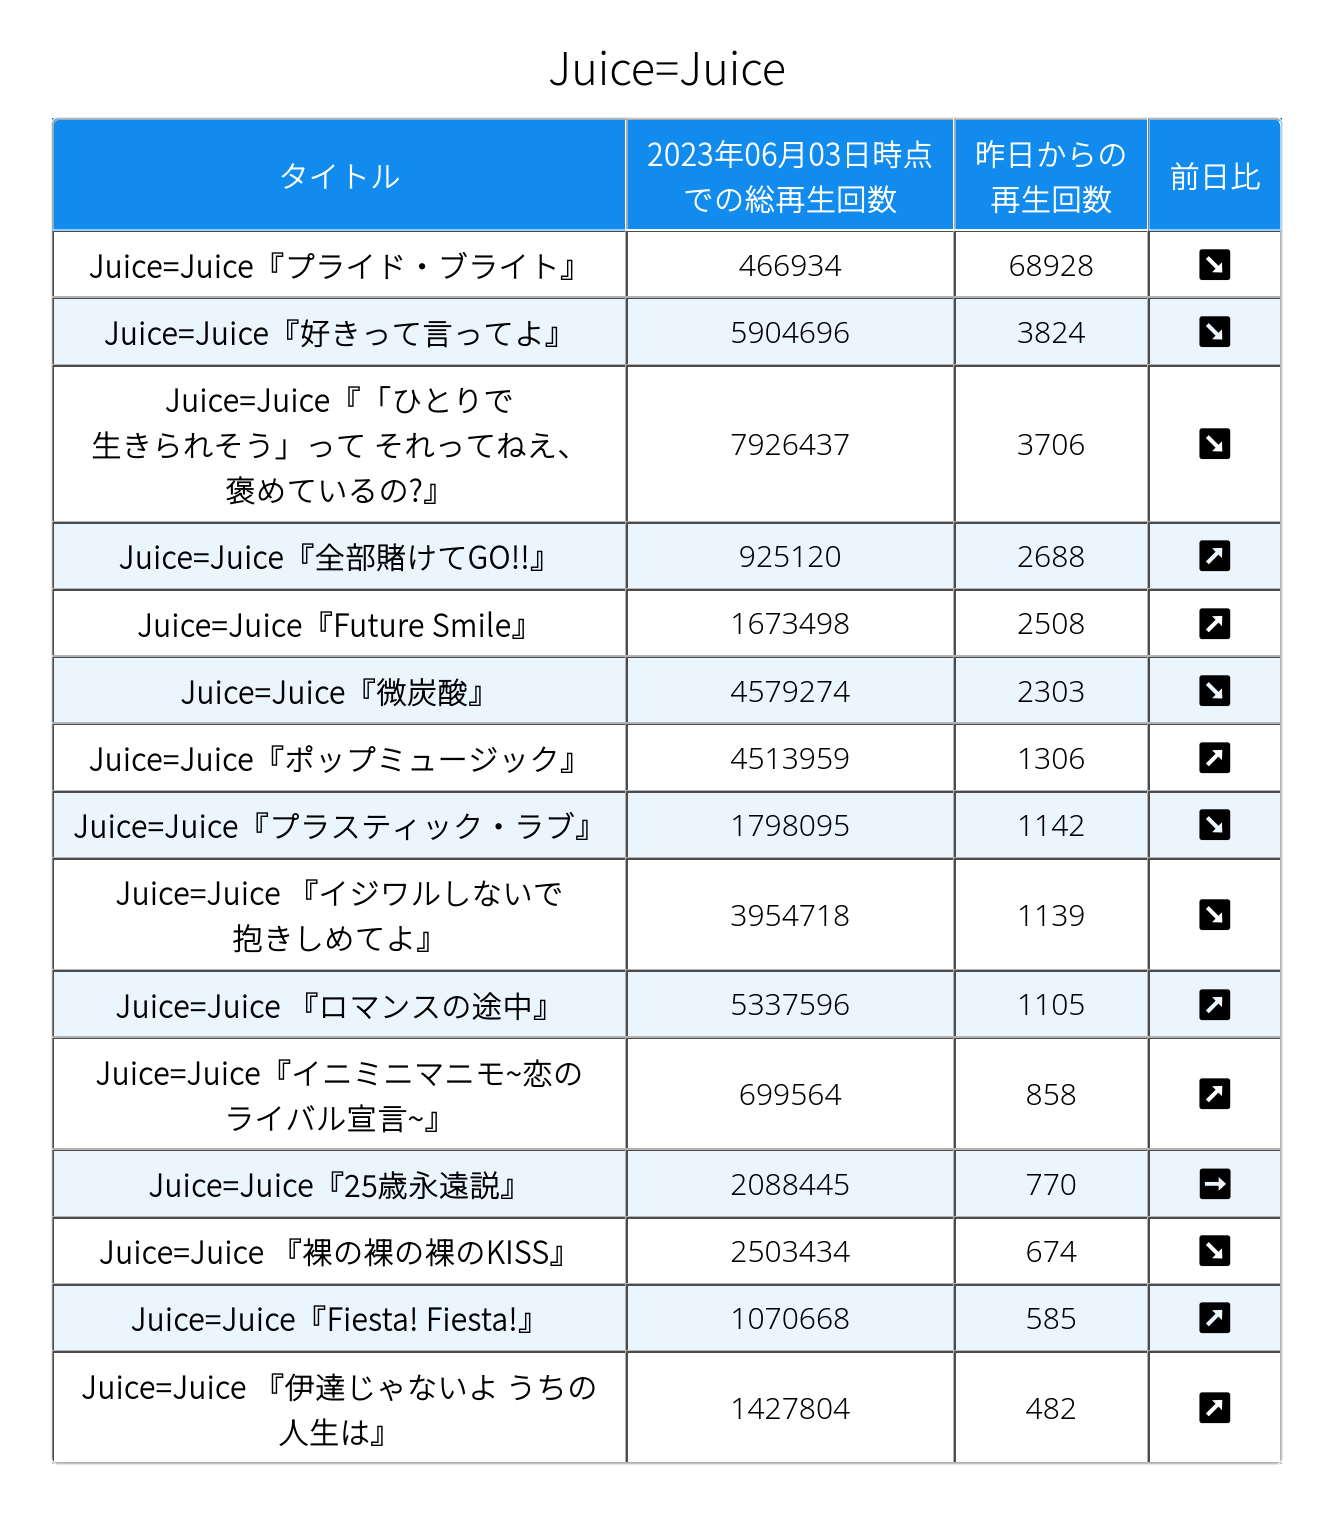 Juice=Juice
タイトル
2023年06月03日時点
での総再生回数
昨日からの
再生回数
前日比
Juice=Juice『プライド・ブライト』
466934
68928
↘
Juice=Juice『好きって言ってよ』
5904696
3824
↘
Juice=Juice『「ひとりで
生きられそう」って それってねえ、
褒めているの?』
7926437
3706
↘
Juice=Juice『全部賭けてGO!!』
925120
2688
↗
Juice=Juice『Future Smile』
1673498
2508
↗
Juice=Juice『微炭酸』
4579274
2303
↘
Juice=Juice『ポップミュージック』
4513959
1306
↗
Juice=Juice『プラスティック・ラブ』
1798095
1142
↘
Juice=Juice 『イジワルしないで
抱きしめてよ』
3954718
1139
↘
Juice=Juice 『ロマンスの途中』
5337596
1105
↗
Juice=Juice『イニミニマニモ~恋の
ライバル宣言~』
699564
858
↗
Juice=Juice『25歳永遠説』
2088445
770
→
Juice=Juice 『裸の裸の裸のKISS』
2503434
674
↘
Juice=Juice『Fiesta! Fiesta!』
1070668
585
↗
Juice=Juice 『伊達じゃないよ うちの
人生は』
1427804
482
↗